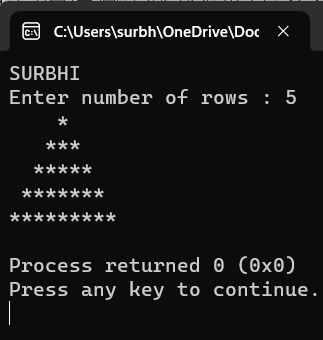 C:\Users\surbh\OneDrive\Doc
SURBHI
Enter number of rows : 5
    *
   ***
  *****
 *******
*********
Process returned 0 (0x0)
Press any key to continue.